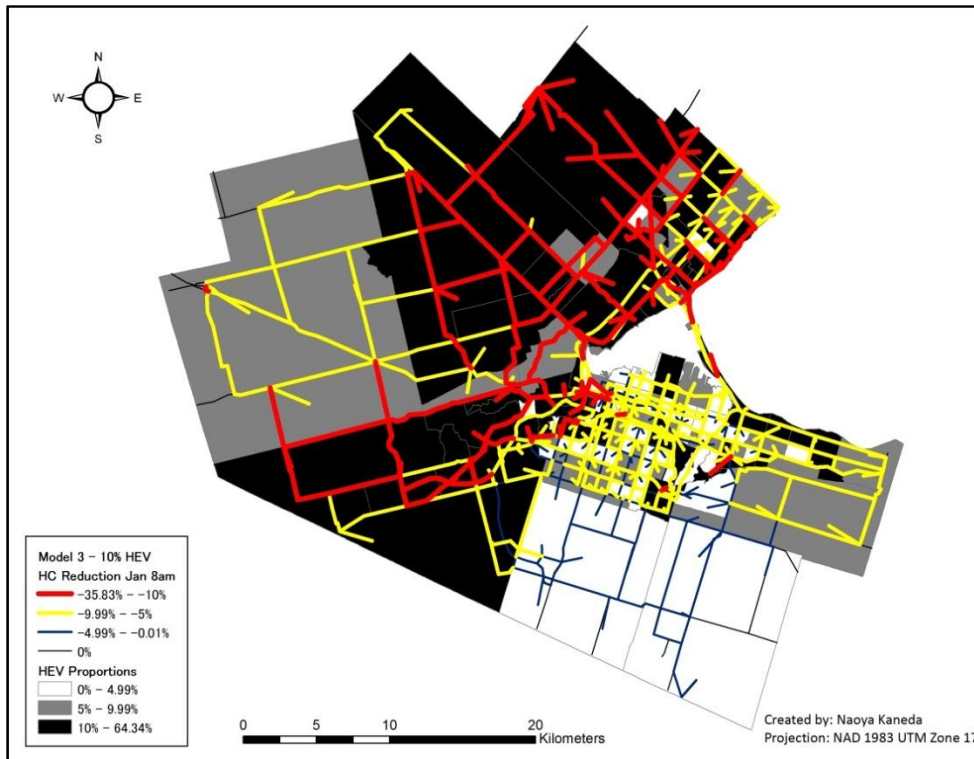 N
W E
S
Model 3 - 10% HEV
HC Reduction Jan 8am
-35.83% - -10%
-9.99% - -5%
-4.99% - -0.01%
0%
HEV Proportions
0% - 4.99%
5% - 9.99%
10% - 64.34%
0 5 10 20
Kilometers
Created by: Naoya Kaneda
Projection: NAD 1983 UTM Zone 17